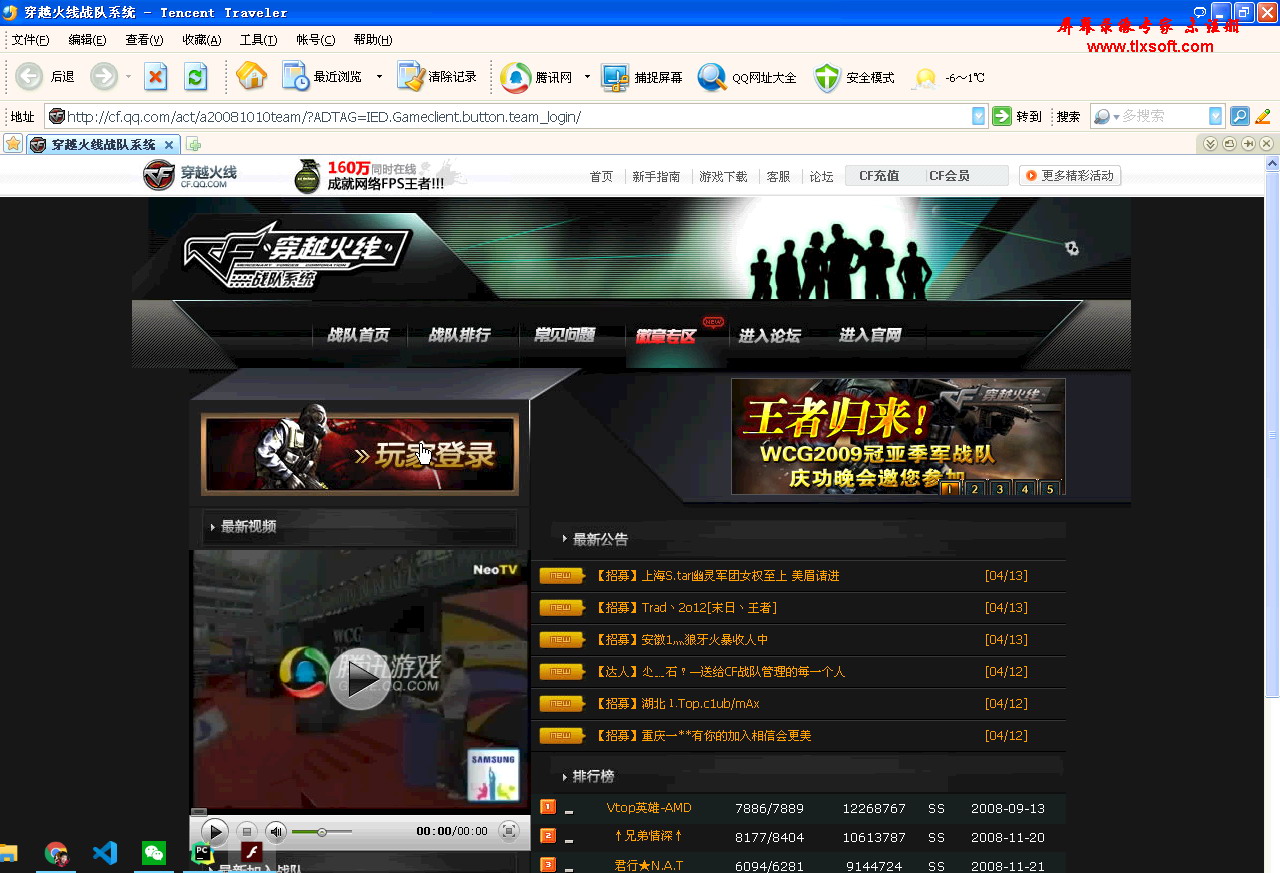 穿越火线战队系统 - Tencent Traveler
屏幕录像专家 未注册
www.tlxsoft.com
文件(F) 编辑(E) 查看(V) 收藏(A) 工具(T) 帐号(C) 帮助(H)
后退 最近浏览 清除记录 腾讯网 捕捉屏幕 QQ网址大全 安全模式 -6~1℃
地址 http://cf.qq.com/act/a20081010team/?ADTAG=IED.Gameclient.button.team_login/ 转到 搜索 多搜索
穿越火线战队系统
穿越火线 CF.QQ.COM
160万同时在线
成就网络FPS王者!!!
首页 新手指南 游戏下载 客服 论坛 CF充值 CF会员 更多精彩活动
CF 穿越火线
战队系统
战队首页 战队排行 常见问题 徽章专区 NEW 进入论坛 进入官网
玩家登录
穿越火线
王者归来!
WCG2009冠亚季军战队
庆功晚会邀您参加
1 2 3 4 5
最新视频
NeoTV
WCG
腾讯游戏
GAME.QQ.COM
SAMSUNG
00:00/00:00
最新加入战队
最新公告
new 【招募】上海S.tar幽灵军团女权至上 美眉请进 [04/13]
new 【招募】Trad丶2o12[末日丶王者] [04/13]
new 【招募】安徽1灬狼牙火暴收人中 [04/13]
new 【达人】尐﹎石〃—送给CF战队管理的每一个人 [04/12]
new 【招募】湖北⒈Top.c1ub/mAx [04/12]
new 【招募】重庆一**有你的加入相信会更美 [04/12]
排行榜
1 Vtop英雄-AMD 7886/7889 12268767 SS 2008-09-13
2 ↑兄弟情深↑ 8177/8404 10613787 SS 2008-11-20
3 君行★N.A.T 6094/6281 9144724 SS 2008-11-21
PC